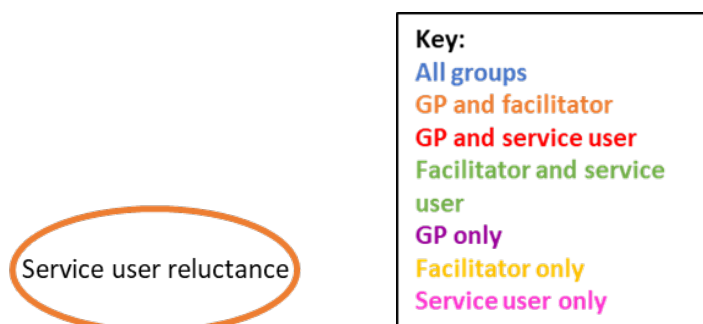 Key:
All groups
GP and facilitator
GP and service user
Facilitator and service
user
GP only
Facilitator only
Service user only
Service user reluctance